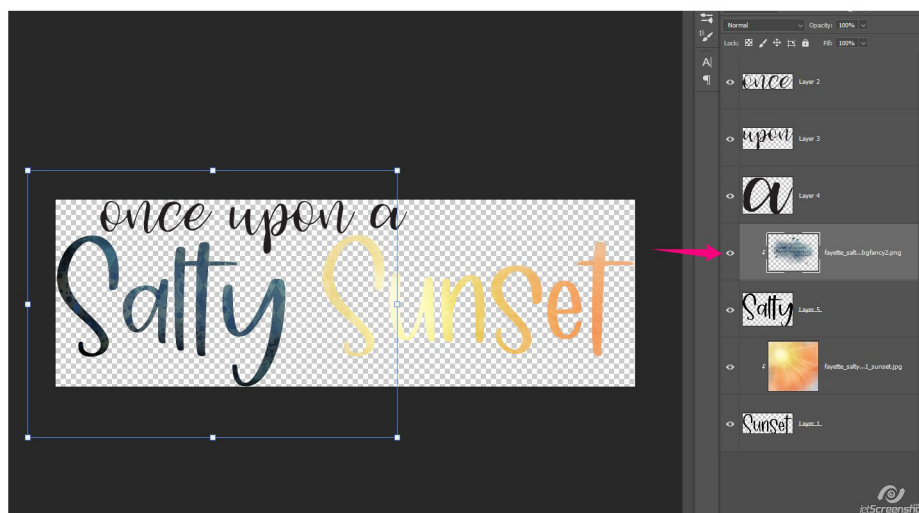 Normal Opacity: 100%
Lock: Fill: 100%
once Layer 2
upon Layer 3
a Layer 4
fayette_salt...bgfancy2.png
Salty Layer 5
fayette_salty...t_sunset.jpg
Sunset Layer 1
once upon a
Salty Sunset
A